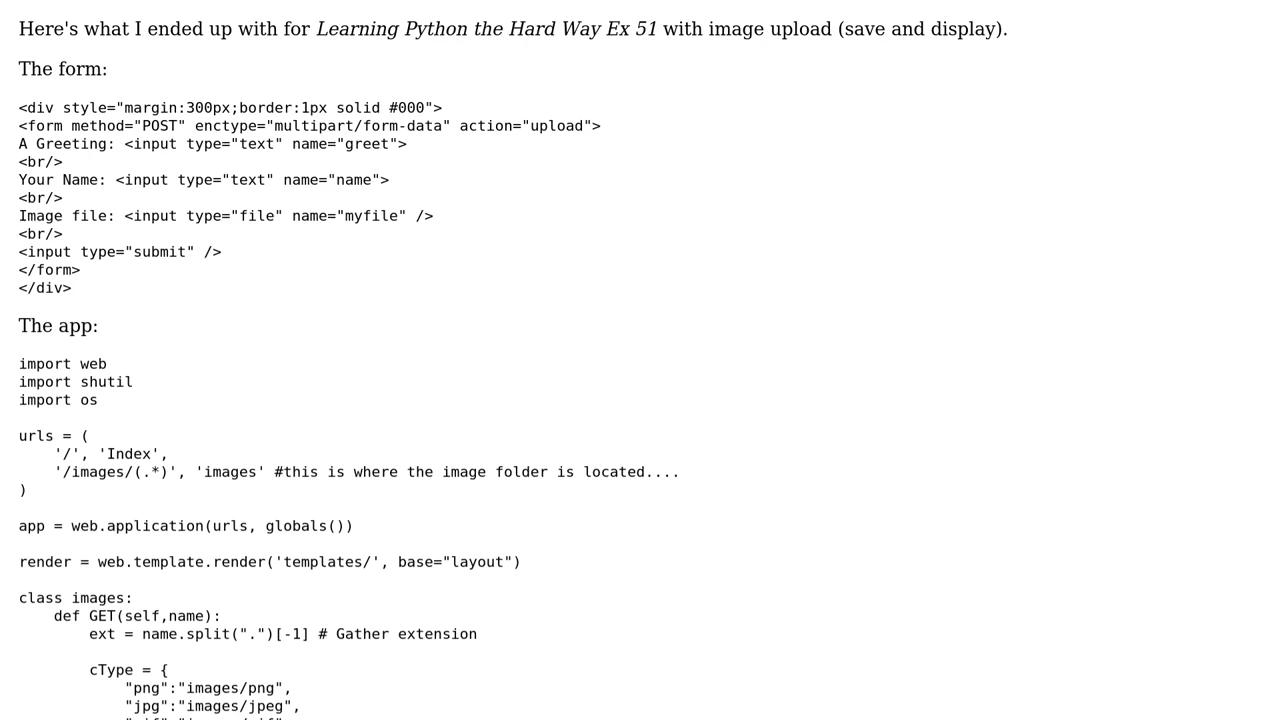 Here's what I ended up with for Learning Python the Hard Way Ex 51 with image upload (save and display).
The form:
<div style="margin:300px;border:1px solid #000">
<form method="POST" enctype="multipart/form-data" action="upload">
A Greeting: <input type="text" name="greet">
<br/>
Your Name: <input type="text" name="name">
<br/>
Image file: <input type="file" name="myfile" />
<br/>
<input type="submit" />
</form>
</div>
The app:
import web
import shutil
import os
urls = (
    '/', 'Index',
    '/images/(.*)', 'images' #this is where the image folder is located....
)
app = web.application(urls, globals())
render = web.template.render('templates/', base="layout")
class images:
    def GET(self,name):
        ext = name.split(".")[-1] # Gather extension
        cType = {
            "png":"images/png",
            "jpg":"images/jpeg",